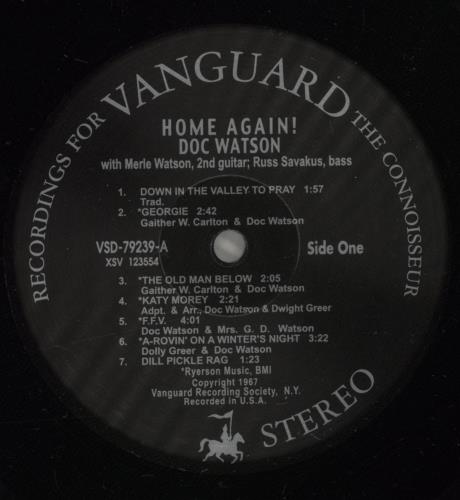 RECORDINGS FOR VANGUARD THE CONNOISSEUR
HOME AGAIN!
DOC WATSON
with Merle Watson, 2nd guitar; Russ Savakus, bass
1. DOWN IN THE VALLEY TO PRAY 1:57
Trad.
2. *GEORGIE 2:42
Gaither W. Carlton & Doc Watson
VSD-79239-A Side One
XSV 123554
3. *THE OLD MAN BELOW 2:05
Gaither W. Carlton & Doc Watson
4. *KATY MOREY 2:21
Adpt. & Arr., Doc Watson & Dwight Greer
5. *F.F.V. 4:01
Doc Watson & Mrs. G. D. Watson
6. *A-ROVIN' ON A WINTER'S NIGHT 3:22
Dolly Greer & Doc Watson
7. DILL PICKLE RAG 1:23
*Ryerson Music, BMI
Copyright 1967
Vanguard Recording Society, N.Y.
Recorded in U.S.A.
STEREO